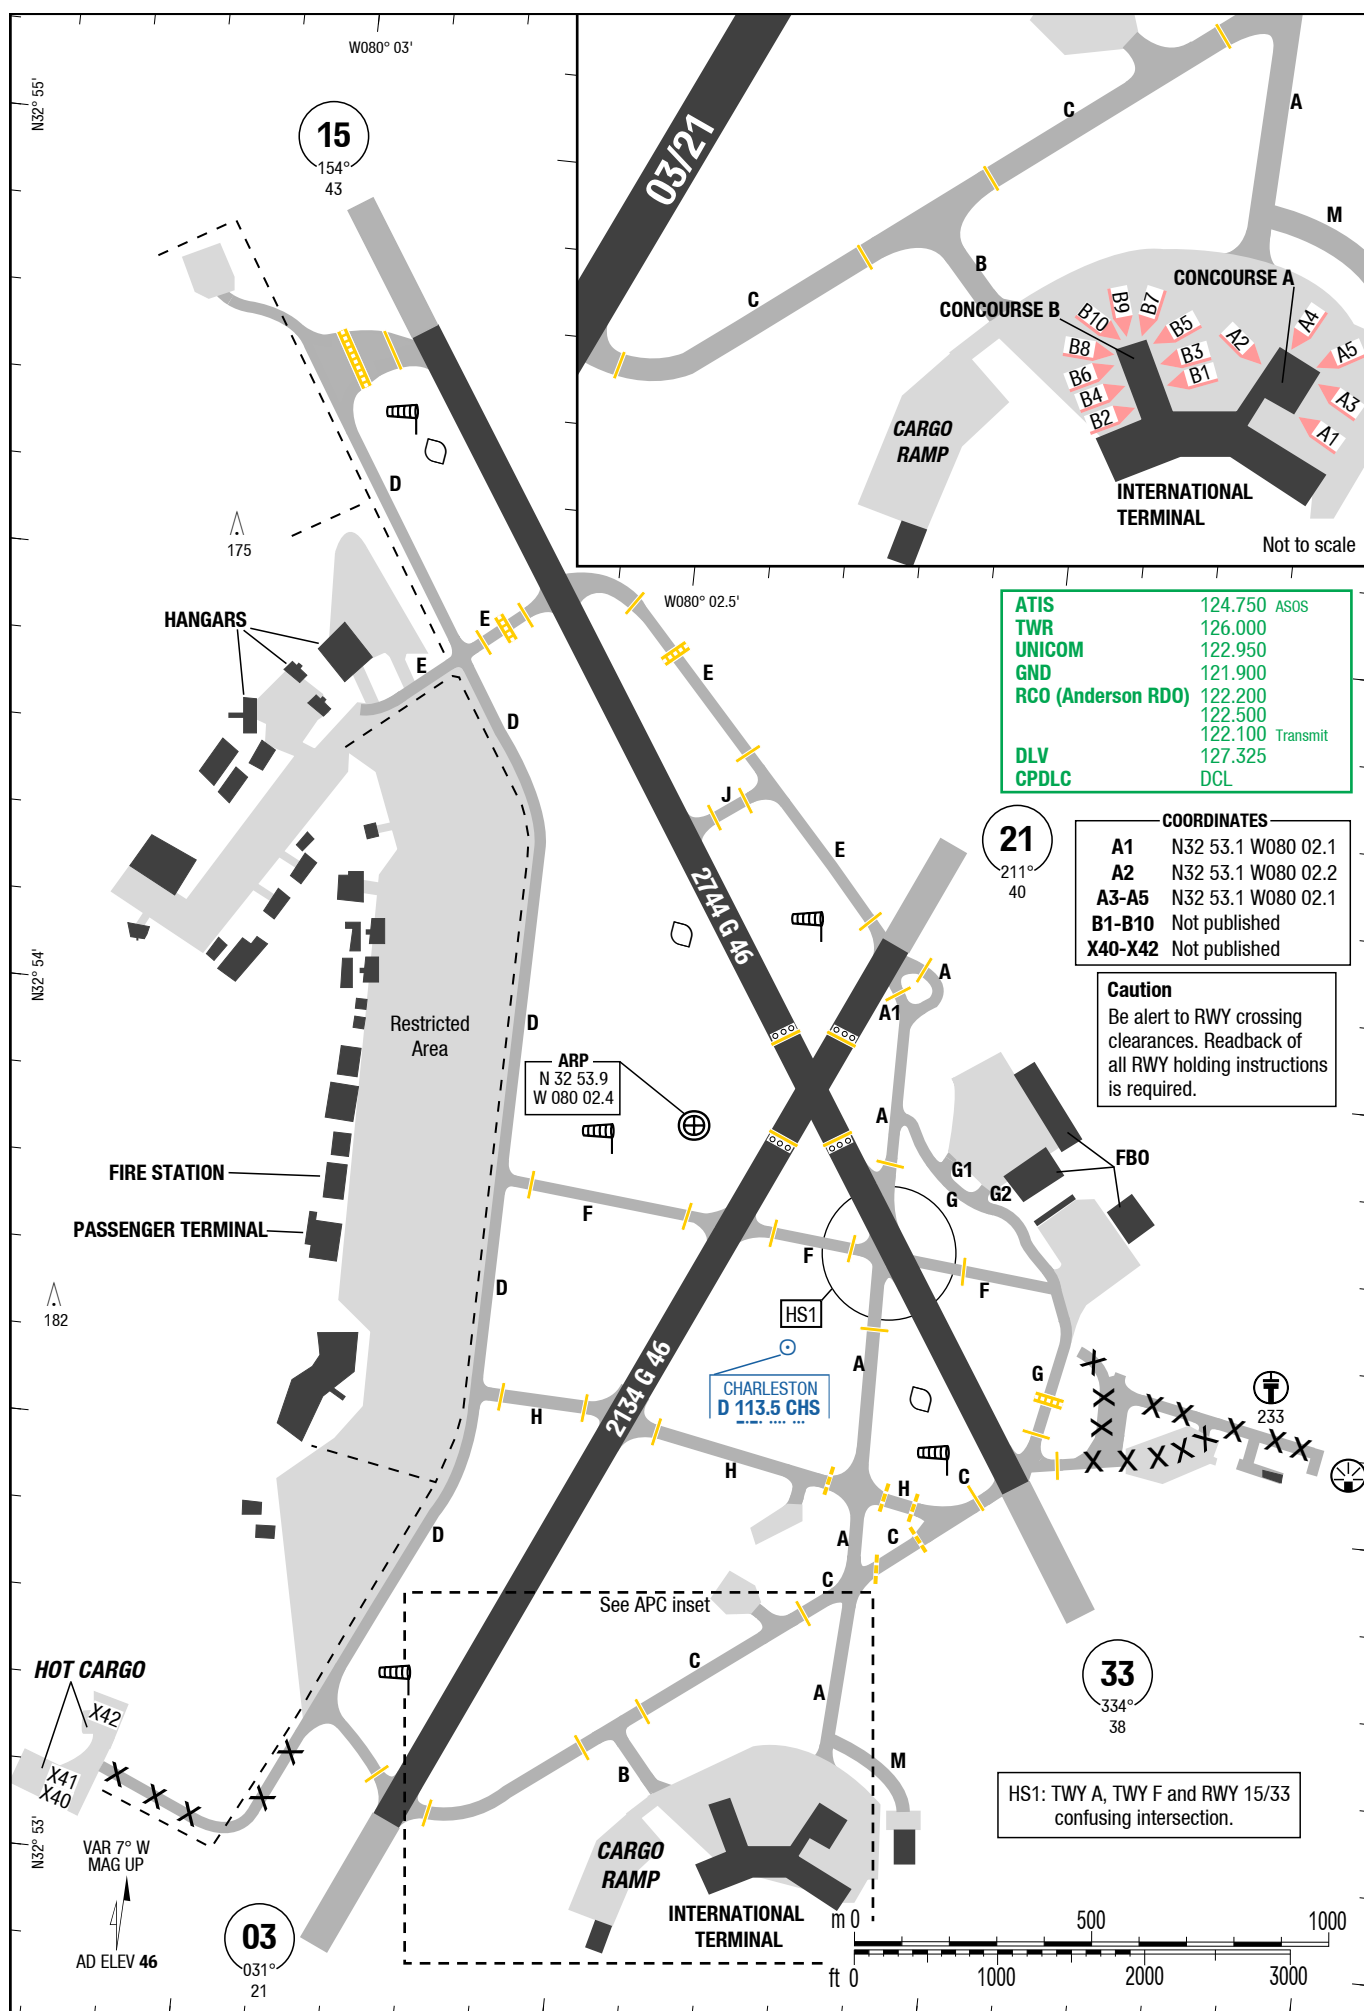 W080° 03'
N32° 55'
15
154°
43
03/21
C
A
M
B
C
CONCOURSE A
CONCOURSE B
B10
B9
B7
B5
B3
B1
B8
B6
B4
B2
A2
A4
A5
A3
A1
CARGO
RAMP
INTERNATIONAL
TERMINAL
Not to scale
D
175
W080° 02.5'
HANGARS
E
E
E
D
ATIS 124.750 ASOS
TWR 126.000
UNICOM 122.950
GND 121.900
RCO (Anderson RDO) 122.200
122.500
122.100 Transmit
DLV 127.325
CPDLC DCL
J
E
21
211°
40
COORDINATES
A1 N32 53.1 W080 02.1
A2 N32 53.1 W080 02.2
A3-A5 N32 53.1 W080 02.1
B1-B10 Not published
X40-X42 Not published
2744 G 46
N32° 54'
A
A1
Caution
Be alert to RWY crossing
clearances. Readback of
all RWY holding instructions
is required.
Restricted
Area
D
ARP
N 32 53.9
W 080 02.4
A
FIRE STATION
G1
G
G2
FBO
PASSENGER TERMINAL
F
F
F
D
182
HS1
A
CHARLESTON
D 113.5 CHS
2134 G 46
G
233
H
H
H
C
D
A
C
C
See APC inset
HOT CARGO
X42
X41
X40
C
A
33
334°
38
M
B
N32° 53'
VAR 7° W
MAG UP
AD ELEV 46
HS1: TWY A, TWY F and RWY 15/33
confusing intersection.
CARGO
RAMP
INTERNATIONAL
TERMINAL
03
031°
21
m 0 500 1000
ft 0 1000 2000 3000